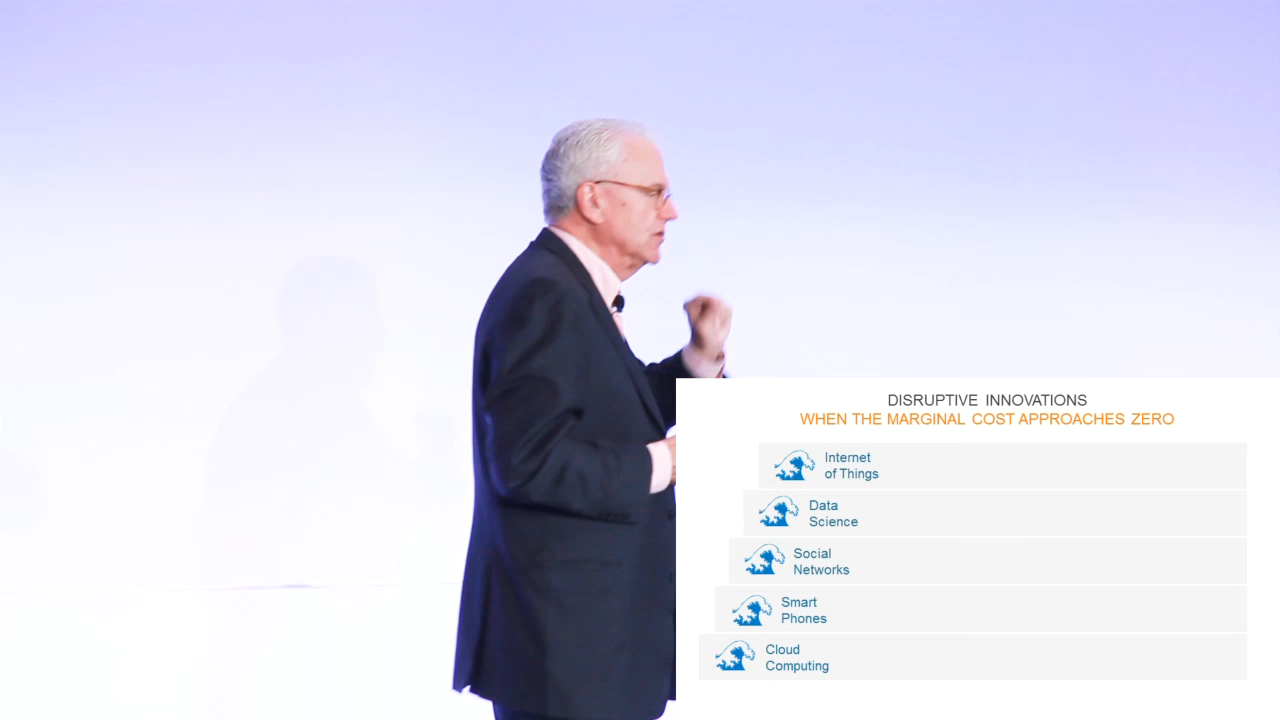 DISRUPTIVE INNOVATIONS
WHEN THE MARGINAL COST APPROACHES ZERO
Internet
of Things
Data
Science
Social
Networks
Smart
Phones
Cloud
Computing